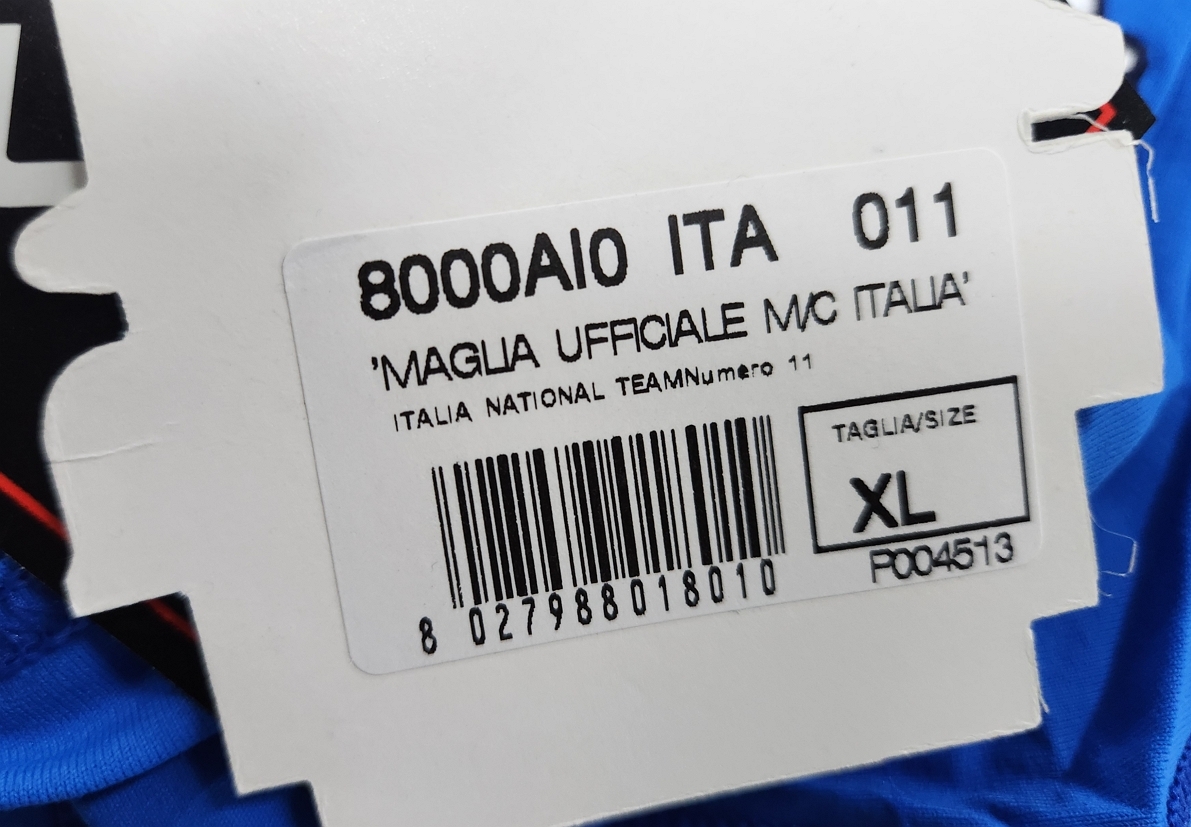 8000AI0 ITA 011
'MAGLIA UFFICIALE M/C ITALIA'
ITALIA NATIONAL TEAMNumero 11
TAGLIA/SIZE
XL
P004513
8 027988018010